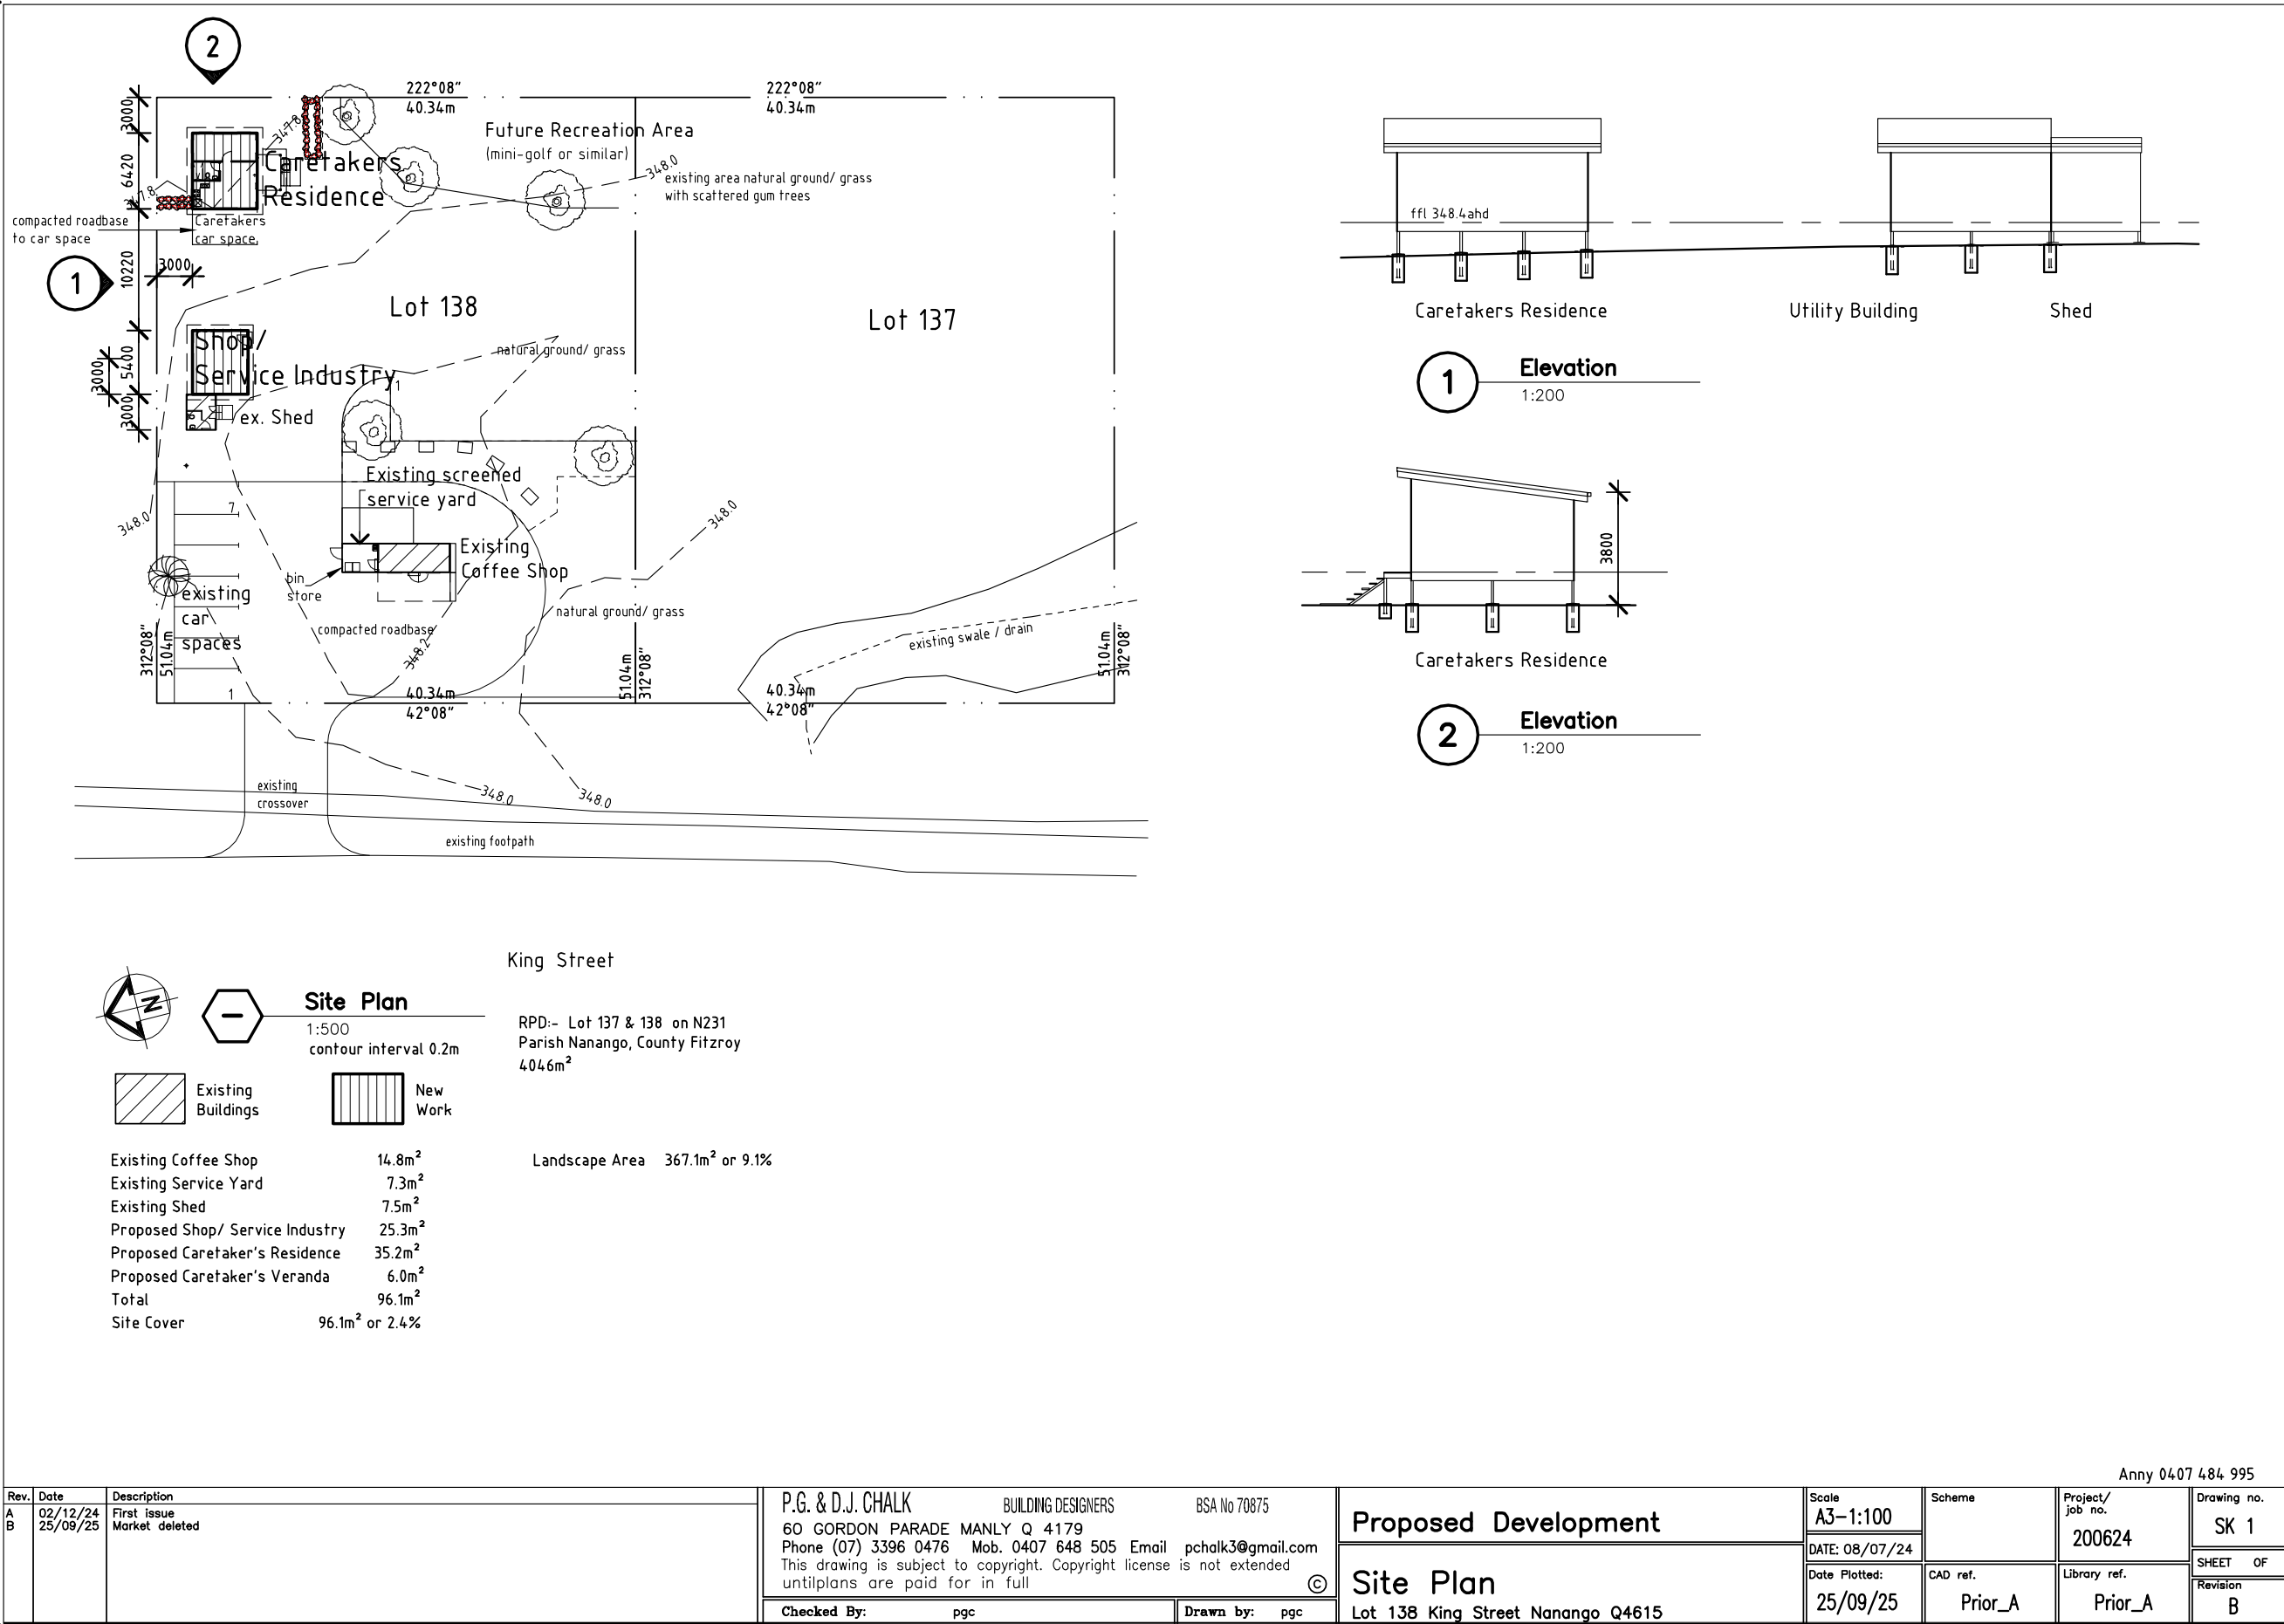 2
222°08"
40.34m
222°08"
40.34m
3000
6420
10220
3000
5400
3000
3000
347.8
Future Recreation Area
(mini-golf or similar)
348.0
existing area natural ground/ grass
with scattered gum trees
Caretakers
Residence
compacted roadbase
to car space
Caretakers
car space
1
Lot 138
Lot 137
Shop/
Service Industry
natural ground/ grass
1
ex. Shed
Existing screened
service yard
7
348.0
348.0
Existing
Coffee Shop
bin
store
existing
car
spaces
natural ground/ grass
compacted roadbase
348.2
existing swale / drain
312°08"
51.04m
51.04m
312°08"
51.04m
312°08"
1
40.34m
42°08"
40.34m
42°08"
existing
crossover
348.0
348.0
existing footpath
King Street
ffl 348.4ahd
Caretakers Residence
Utility Building
Shed
1
Elevation
1:200
3800
Caretakers Residence
2
Elevation
1:200
N
Site Plan
1:500
contour interval 0.2m
RPD:- Lot 137 & 138 on N231
Parish Nanango, County Fitzroy
4046m²
Existing
Buildings
New
Work
Existing Coffee Shop 14.8m²
Existing Service Yard 7.3m²
Existing Shed 7.5m²
Proposed Shop/ Service Industry 25.3m²
Proposed Caretaker's Residence 35.2m²
Proposed Caretaker's Veranda 6.0m²
Total 96.1m²
Site Cover 96.1m² or 2.4%
Landscape Area 367.1m² or 9.1%
Anny 0407 484 995
Rev. Date Description
A 02/12/24 First issue
B 25/09/25 Market deleted
P.G. & D.J. CHALK BUILDING DESIGNERS BSA No 70875
60 GORDON PARADE MANLY Q 4179
Phone (07) 3396 0476 Mob. 0407 648 505 Email pchalk3@gmail.com
This drawing is subject to copyright. Copyright license is not extended
untilplans are paid for in full ©
Checked By: pgc Drawn by: pgc
Proposed Development
Site Plan
Lot 138 King Street Nanango Q4615
Scale
A3-1:100
DATE: 08/07/24
Date Plotted:
25/09/25
Scheme
CAD ref.
Prior_A
Project/
job no.
200624
Library ref.
Prior_A
Drawing no.
SK 1
SHEET OF
Revision
B